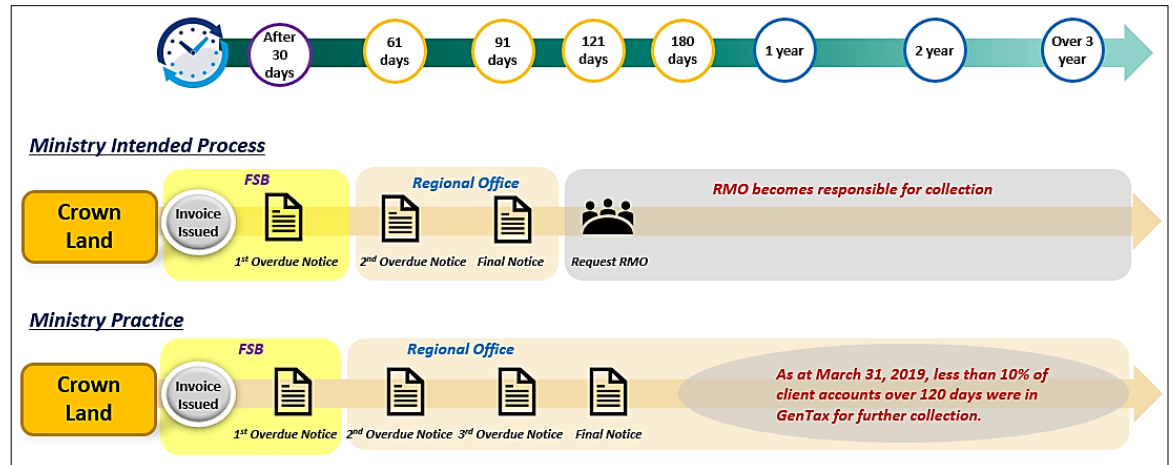 After
30
days
61
days
91
days
121
days
180
days
1 year
2 year
Over 3
year
Ministry Intended Process
FSB
Regional Office
RMO becomes responsible for collection
Crown
Land
Invoice
Issued
1st Overdue Notice
2nd Overdue Notice
Final Notice
Request RMO
Ministry Practice
FSB
Regional Office
Crown
Land
Invoice
Issued
As at March 31, 2019, less than 10% of
client accounts over 120 days were in
GenTax for further collection.
1st Overdue Notice
2nd Overdue Notice
3rd Overdue Notice
Final Notice